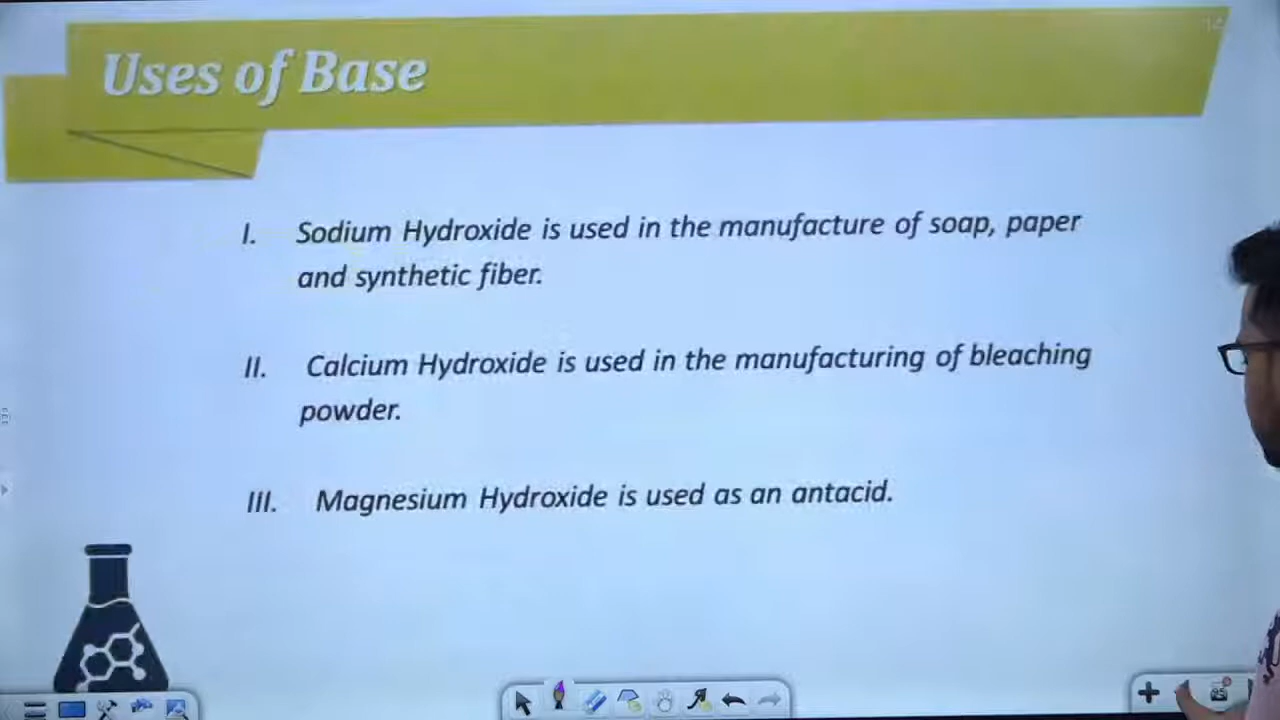 14
Uses of Base
I. Sodium Hydroxide is used in the manufacture of soap, paper
and synthetic fiber.
II. Calcium Hydroxide is used in the manufacturing of bleaching
powder.
III. Magnesium Hydroxide is used as an antacid.